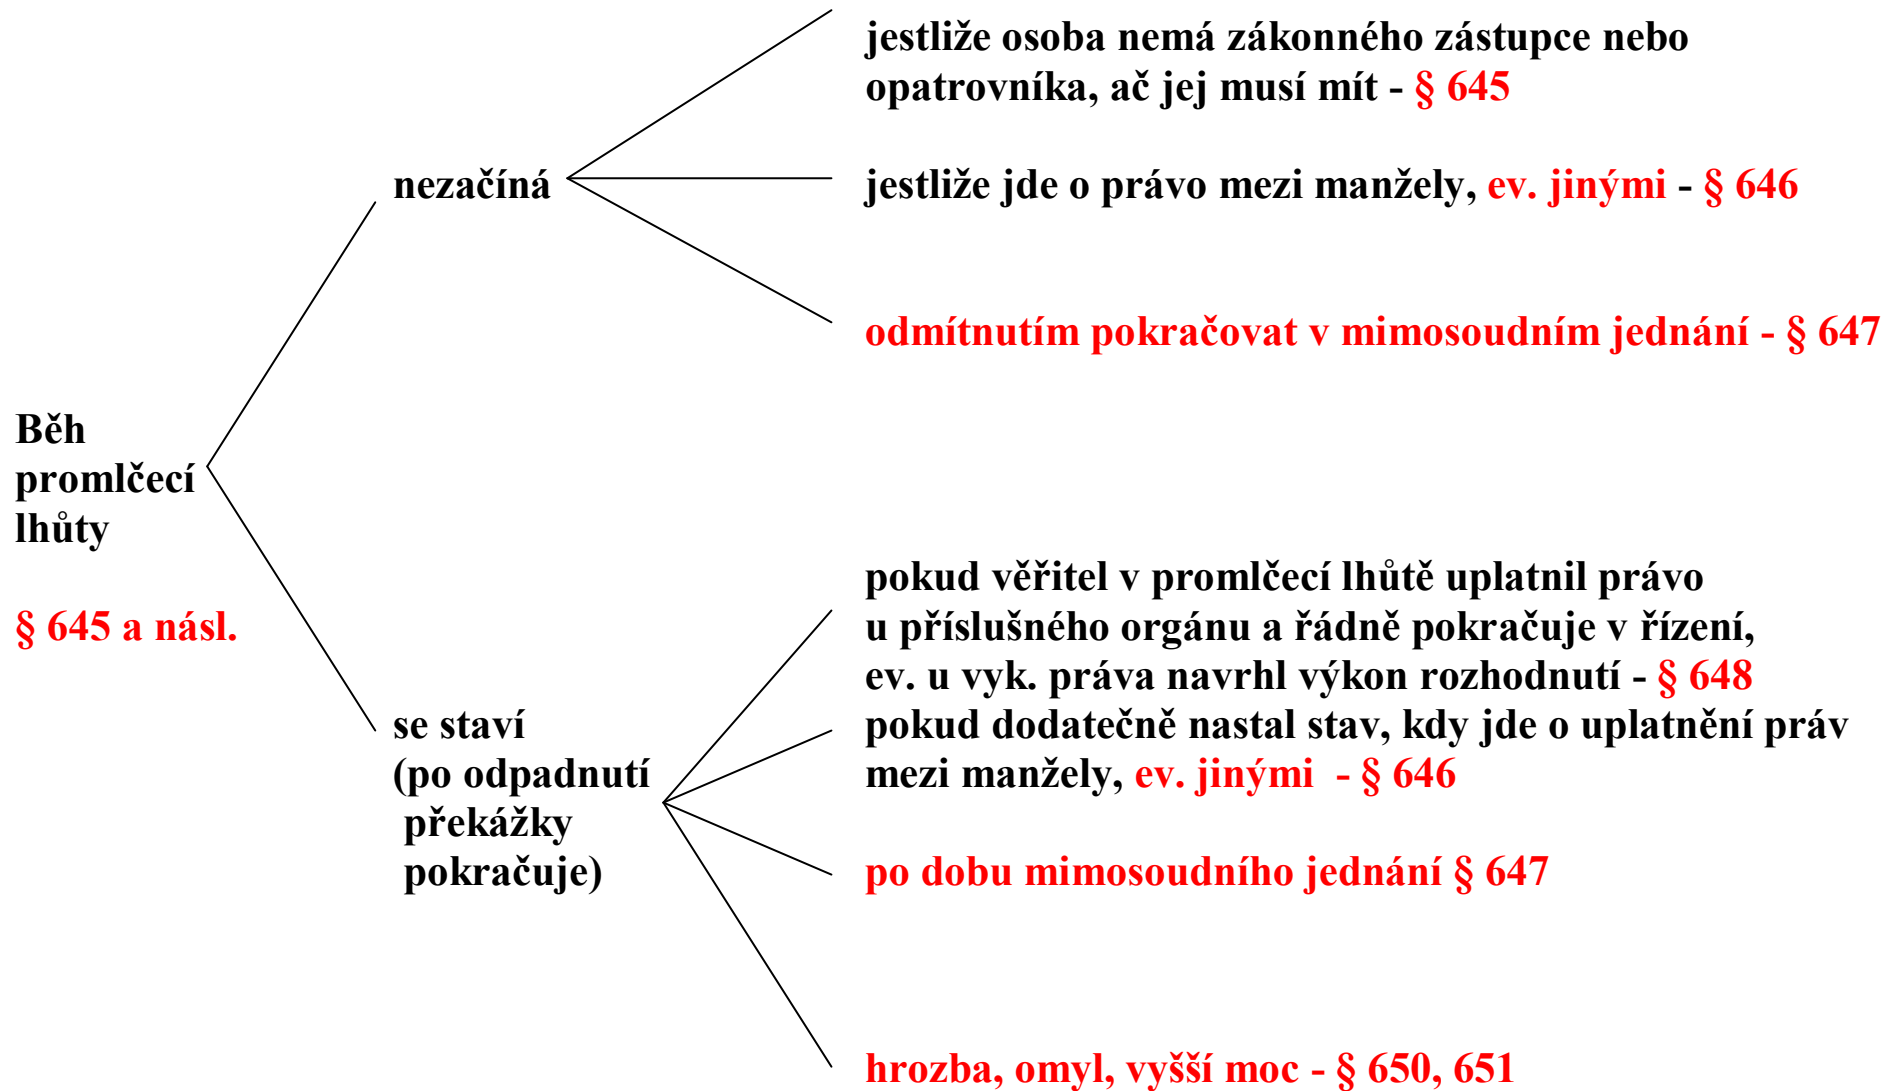 Běh
promlčecí
lhůty
§ 645 a násl.
nezačíná
jestliže osoba nemá zákonného zástupce nebo
opatrovníka, ač jej musí mít - § 645
jestliže jde o právo mezi manžely, ev. jinými - § 646
odmítnutím pokračovat v mimosoudním jednání - § 647
se staví
(po odpadnutí
překážky
pokračuje)
pokud věřitel v promlčecí lhůtě uplatnil právo
u příslušného orgánu a řádně pokračuje v řízení,
ev. u vyk. práva navrhl výkon rozhodnutí - § 648
pokud dodatečně nastal stav, kdy jde o uplatnění práv
mezi manžely, ev. jinými - § 646
po dobu mimosoudního jednání § 647
hrozba, omyl, vyšší moc - § 650, 651